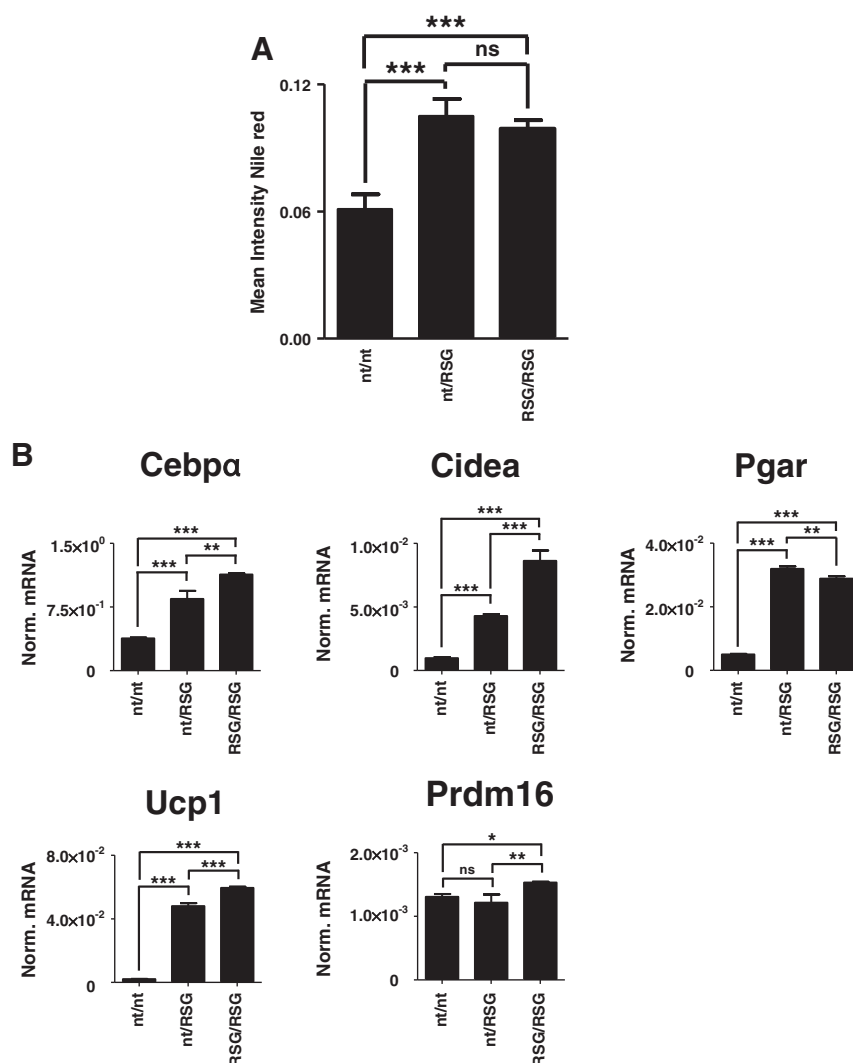 A
***
ns
***
0.12
0.06
0.00
Mean Intensity Nile red
nt/nt
nt/RSG
RSG/RSG
B
Cebpα
***
**
***
1.5×10⁰
7.5×10⁻¹
0
Norm. mRNA
nt/nt
nt/RSG
RSG/RSG
Cidea
***
***
***
1.0×10⁻²
5.0×10⁻³
0
Norm. mRNA
nt/nt
nt/RSG
RSG/RSG
Pgar
***
***
**
4.0×10⁻²
2.0×10⁻²
0
Norm. mRNA
nt/nt
nt/RSG
RSG/RSG
Ucp1
***
***
***
8.0×10⁻²
4.0×10⁻²
0
Norm. mRNA
nt/nt
nt/RSG
RSG/RSG
Prdm16
*
ns
**
2.0×10⁻³
1.0×10⁻³
0
Norm. mRNA
nt/nt
nt/RSG
RSG/RSG